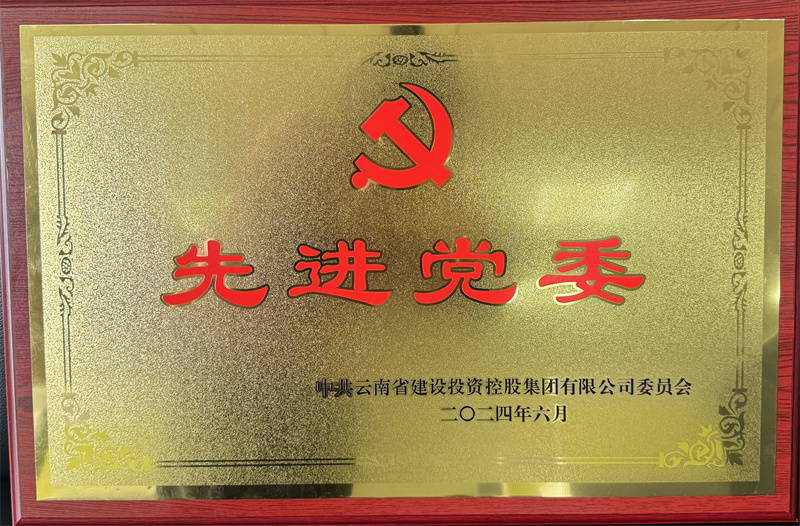 先进党委
中共云南省建设投资控股集团有限公司委员会
二〇二四年六月